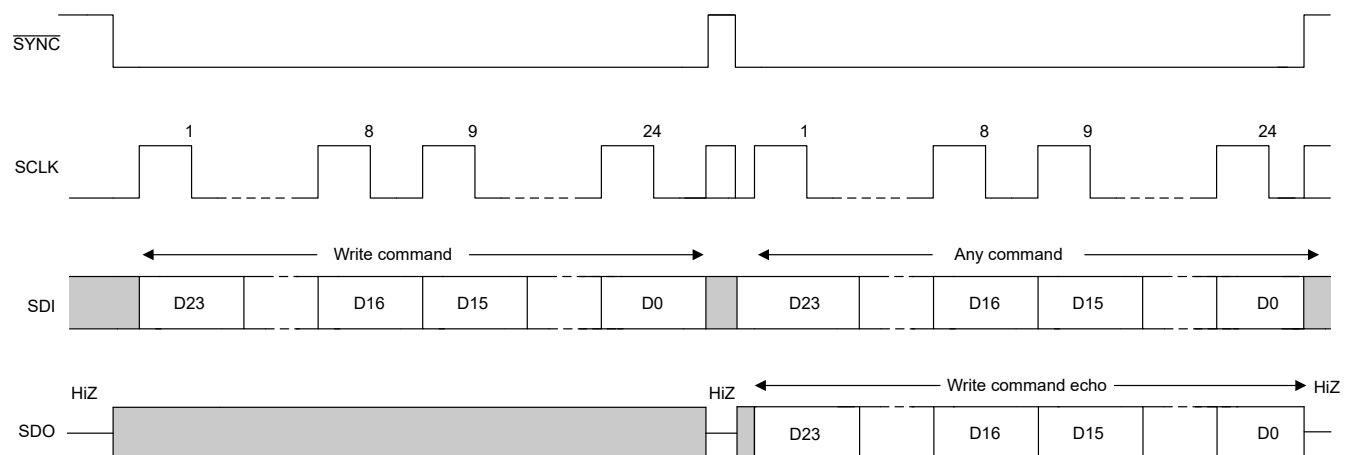 SYNC
1 8 9 24 1 8 9 24
SCLK
Write command Any command
SDI D23 D16 D15 D0 D23 D16 D15 D0
HiZ HiZ Write command echo HiZ
SDO D23 D16 D15 D0